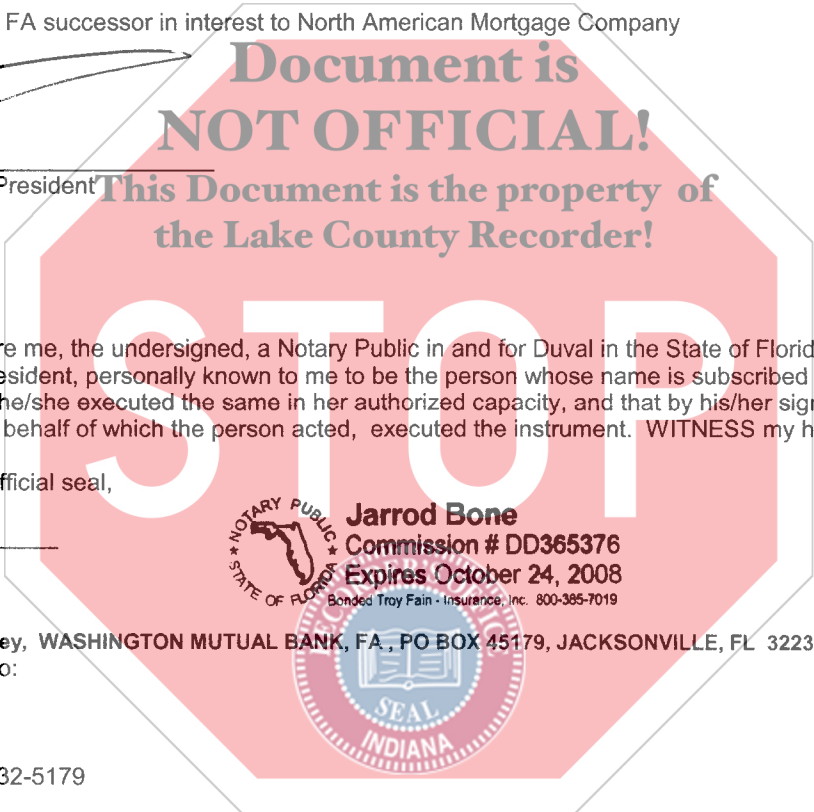 FA successor in interest to North American Mortgage Company
Document is
NOT OFFICIAL!
President
This Document is the property of
the Lake County Recorder!
STOP
re me, the undersigned, a Notary Public in and for Duval in the State of Florid
esident, personally known to me to be the person whose name is subscribed
he/she executed the same in her authorized capacity, and that by his/her sig
behalf of which the person acted, executed the instrument. WITNESS my h
fficial seal,
NOTARY PUBLIC
STATE OF FLORIDA
Jarrod Bone
Commission # DD365376
Expires October 24, 2008
Bonded Troy Fain - Insurance, Inc. 800-385-7019
ey, WASHINGTON MUTUAL BANK, FA , PO BOX 45179, JACKSONVILLE, FL 3223
o:
SEAL
INDIANA
32-5179